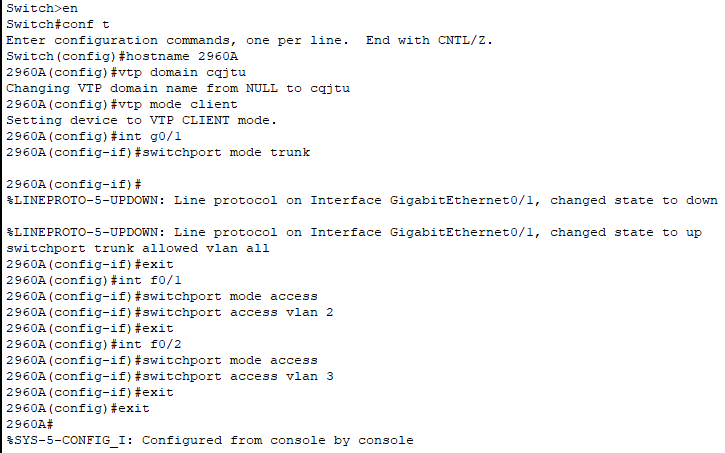 Switch>en
Switch#conf t
Enter configuration commands, one per line.  End with CNTL/Z.
Switch(config)#hostname 2960A
2960A(config)#vtp domain cqjtu
Changing VTP domain name from NULL to cqjtu
2960A(config)#vtp mode client
Setting device to VTP CLIENT mode.
2960A(config)#int g0/1
2960A(config-if)#switchport mode trunk
2960A(config-if)#
%LINEPROTO-5-UPDOWN: Line protocol on Interface GigabitEthernet0/1, changed state to down
%LINEPROTO-5-UPDOWN: Line protocol on Interface GigabitEthernet0/1, changed state to up
switchport trunk allowed vlan all
2960A(config-if)#exit
2960A(config)#int f0/1
2960A(config-if)#switchport mode access
2960A(config-if)#switchport access vlan 2
2960A(config-if)#exit
2960A(config)#int f0/2
2960A(config-if)#switchport mode access
2960A(config-if)#switchport access vlan 3
2960A(config-if)#exit
2960A(config)#exit
2960A#
%SYS-5-CONFIG_I: Configured from console by console